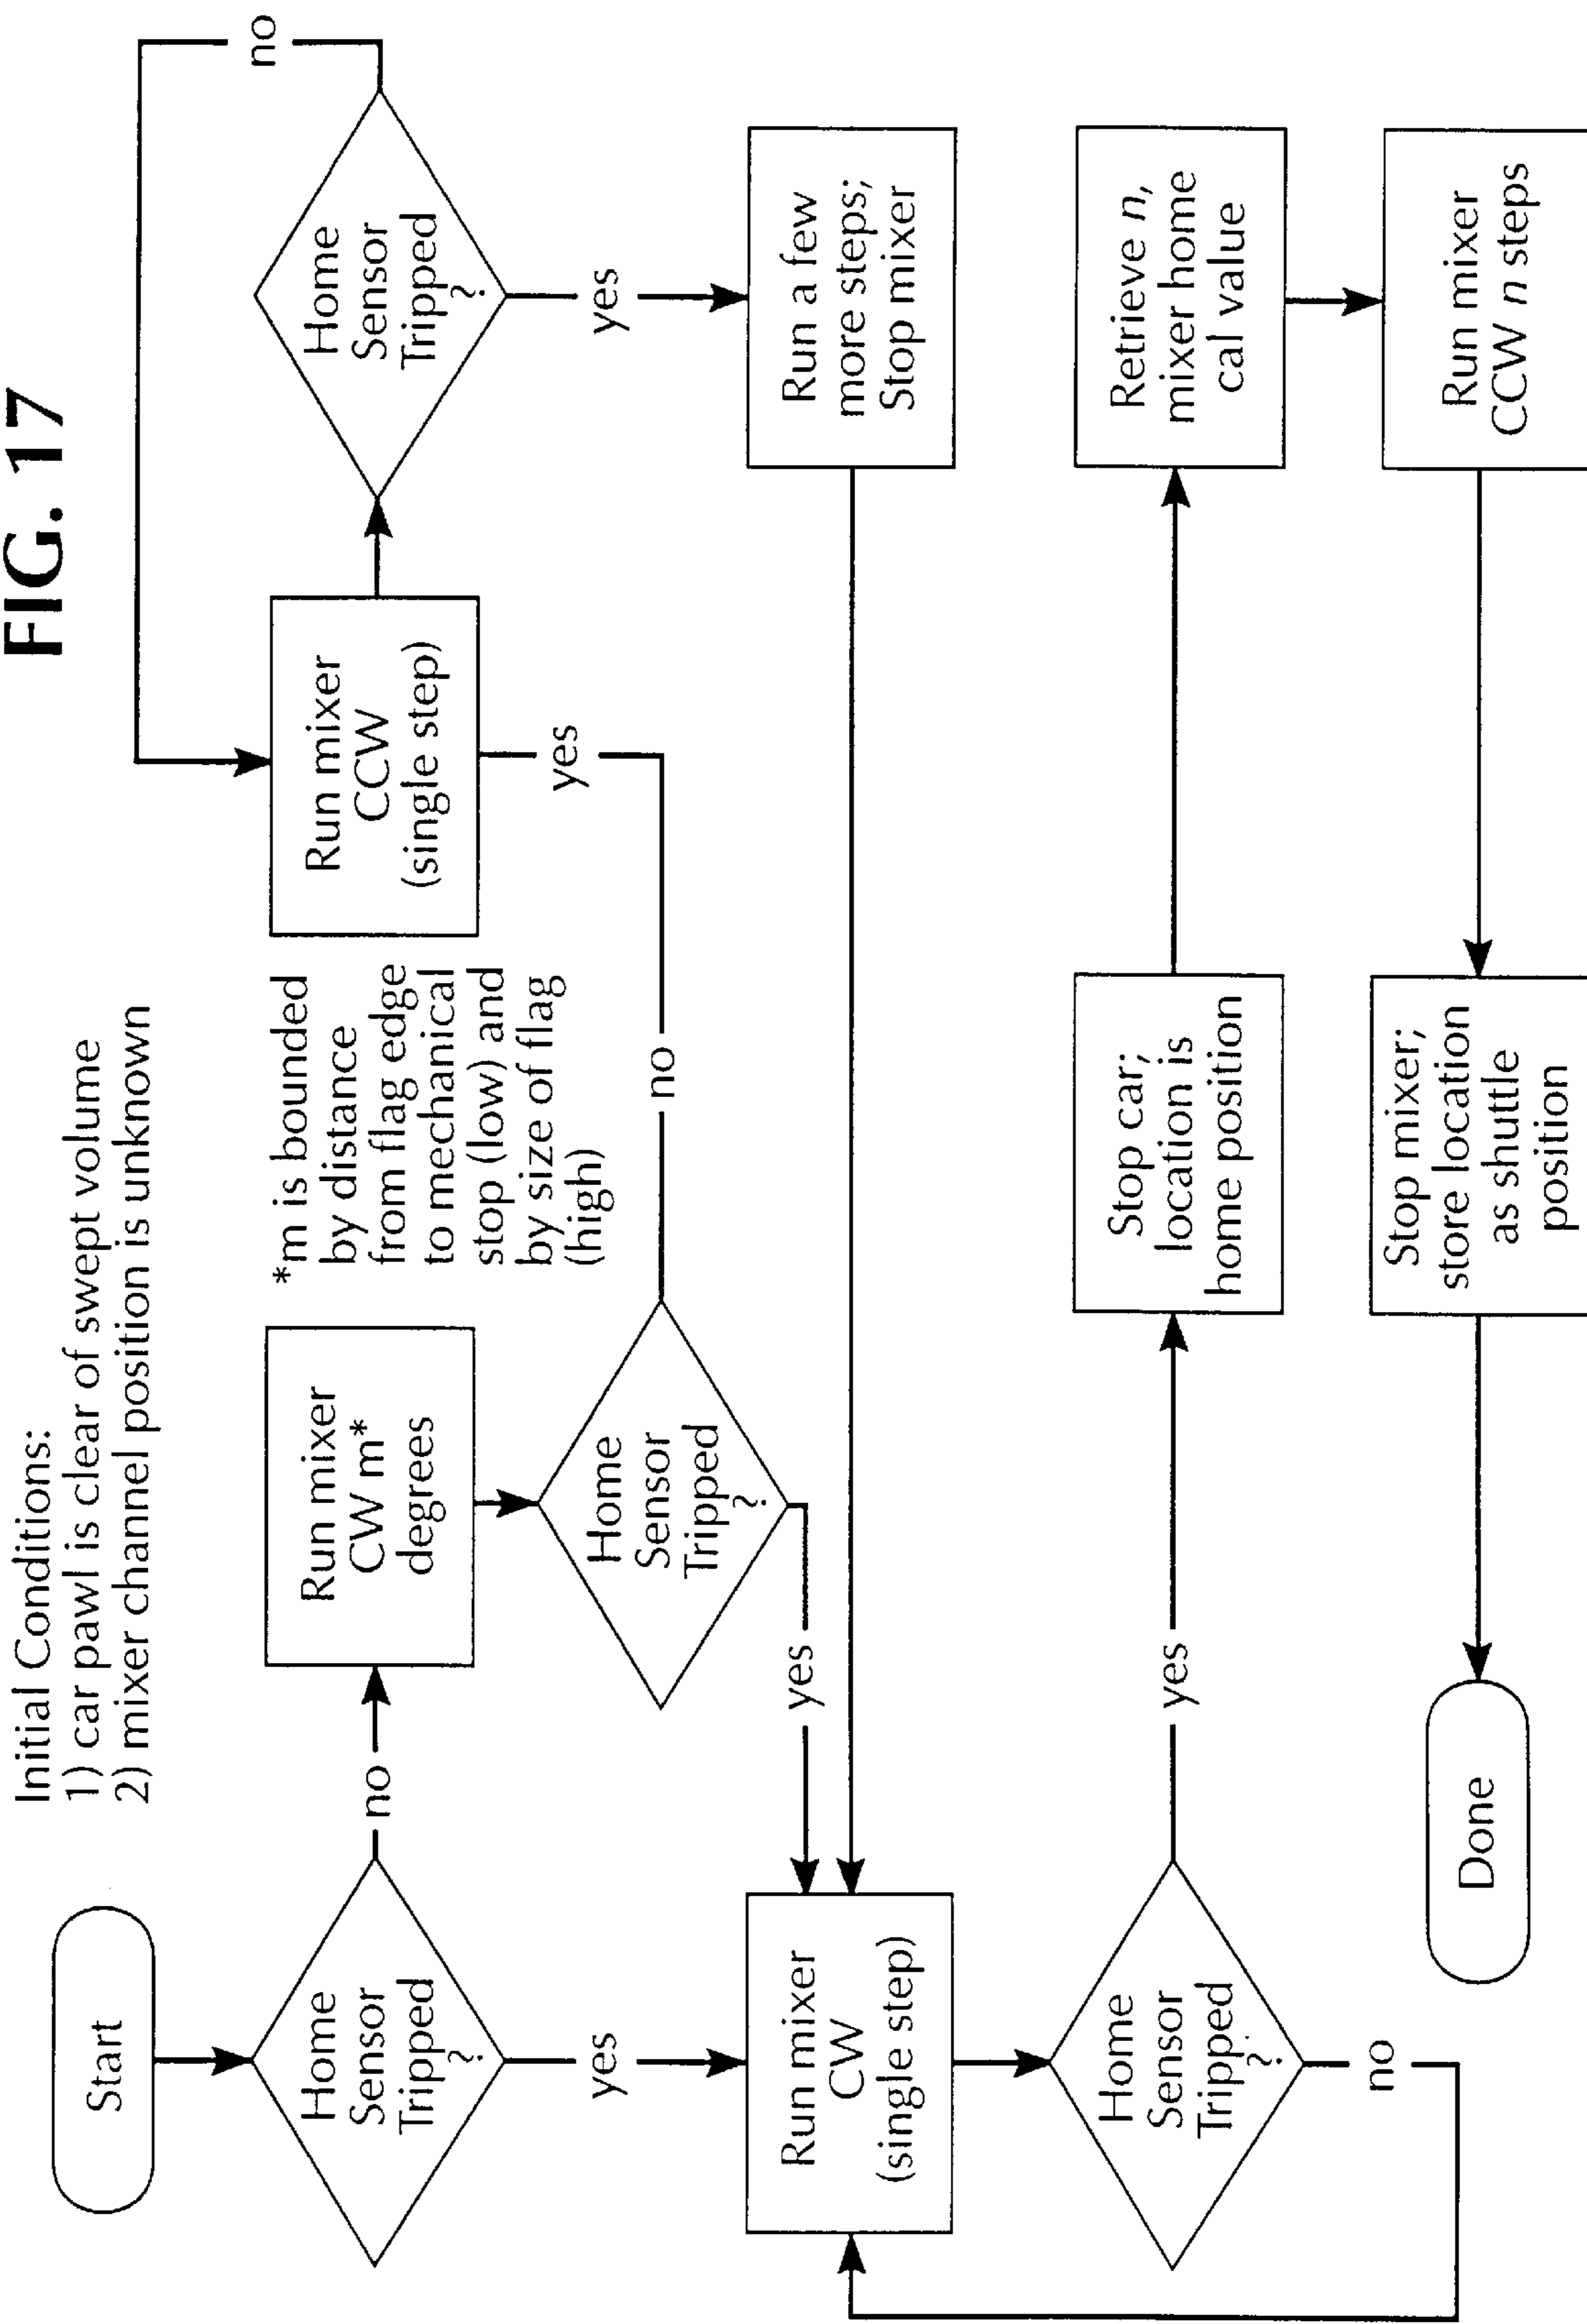 FIG. 17
Initial Conditions:
1) car pawl is clear of swept volume
2) mixer channel position is unknown
Start
Home
Sensor
Tripped
?
no
yes
Run mixer
CW m*
degrees
Home
Sensor
Tripped
?
no
yes
*m is bounded
by distance
from flag edge
to mechanical
stop (low) and
by size of flag
(high)
Run mixer
CCW
(single step)
yes
Home
Sensor
Tripped
?
no
yes
Run a few
more steps;
Stop mixer
Run mixer
CW
(single step)
Home
Sensor
Tripped
?
no
yes
Stop car;
location is
home position
Retrieve n,
mixer home
cal value
Run mixer
CCW n steps
Stop mixer;
store location
as shuttle
position
Done